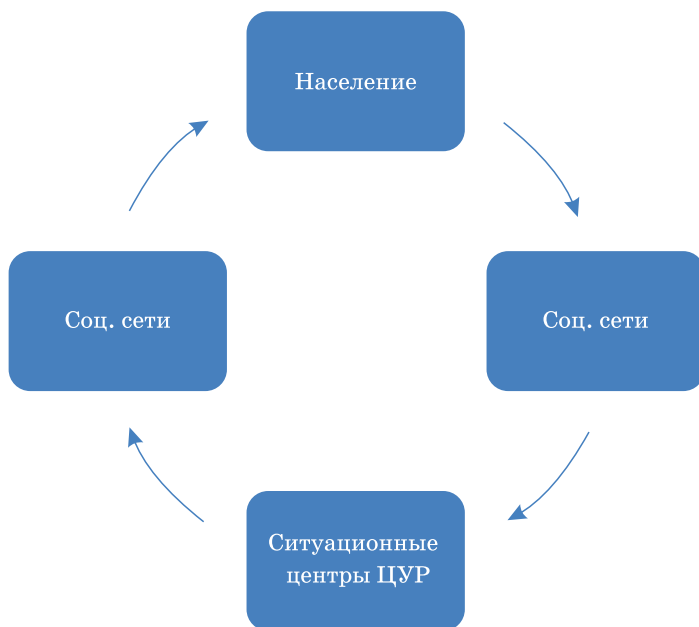 Население
Соц. сети
Соц. сети
Ситуационные
центры ЦУР